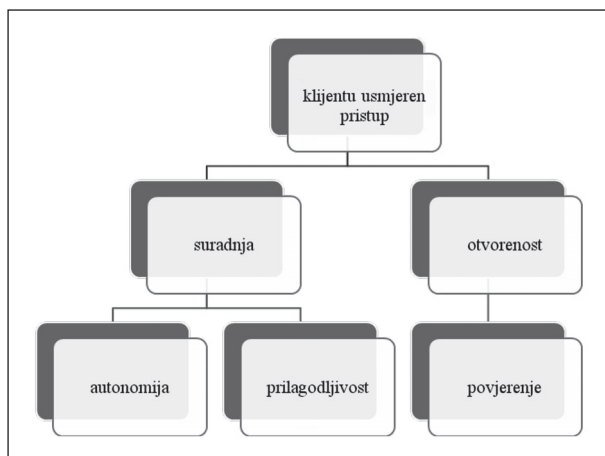 klijentu usmjeren
pristup
suradnja
otvorenost
autonomija
prilagodljivost
povjerenje